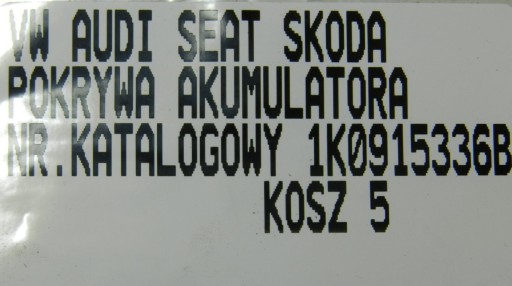 VW AUDI SEAT SKODA
POKRYWA AKUMULATORA
NR.KATALOGOWY 1K0915336B
KOSZ 5